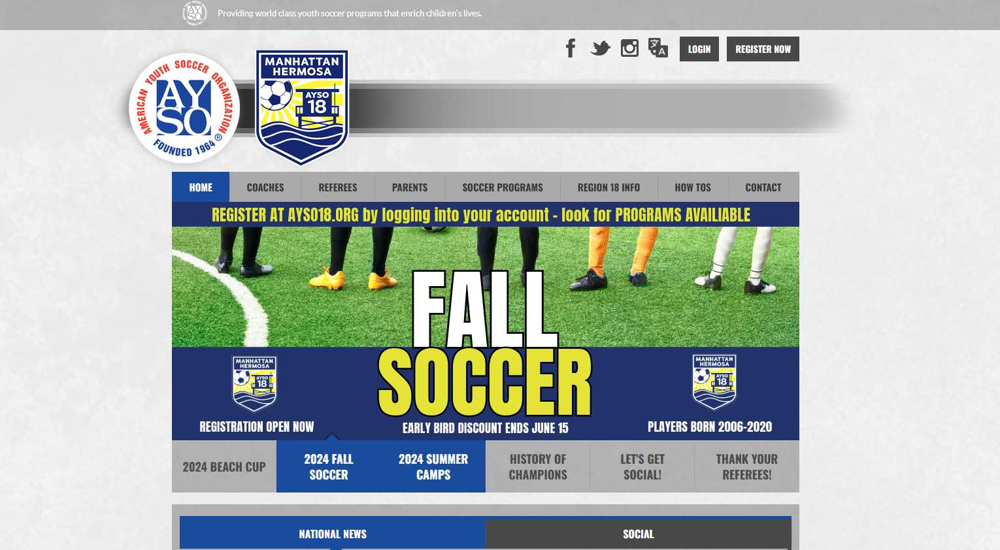 AYSO
Providing world class youth soccer programs that enrich children's lives.
LOGIN
REGISTER NOW
AMERICAN YOUTH SOCCER ORGANIZATION
AY
SO
®
FOUNDED 1964
MANHATTAN
HERMOSA
AYSO
18
HOME
COACHES
REFEREES
PARENTS
SOCCER PROGRAMS
REGION 18 INFO
HOW TOS
CONTACT
REGISTER AT AYSO18.ORG by logging into your account - look for PROGRAMS AVAILIABLE
FALL
SOCCER
MANHATTAN
HERMOSA
AYSO
18
MANHATTAN
HERMOSA
AYSO
18
REGISTRATION OPEN NOW
EARLY BIRD DISCOUNT ENDS JUNE 15
PLAYERS BORN 2006-2020
2024 BEACH CUP
2024 FALL
SOCCER
2024 SUMMER
CAMPS
HISTORY OF
CHAMPIONS
LET'S GET
SOCIAL!
THANK YOUR
REFEREES!
NATIONAL NEWS
SOCIAL